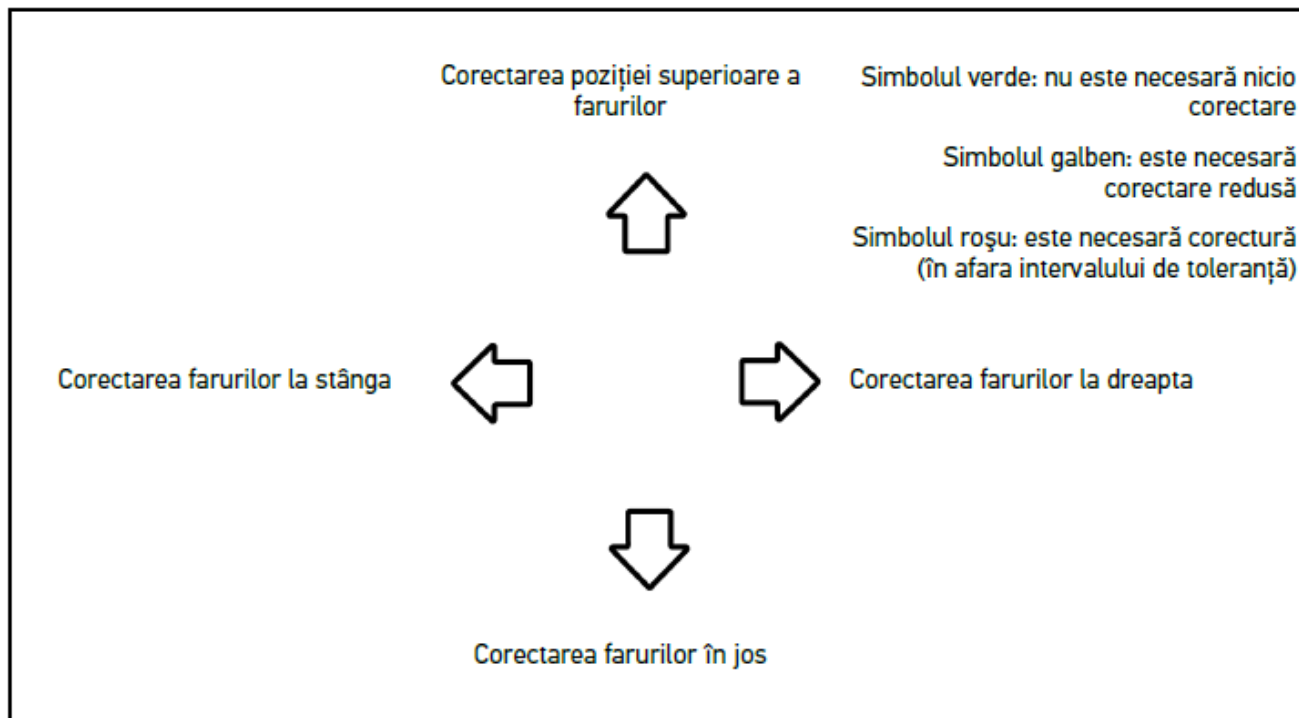 Corectarea poziției superioare a
farurilor
Simbolul verde: nu este necesară nicio
corectare
Simbolul galben: este necesară
corectare redusă
Simbolul roşu: este necesară corectură
(în afara intervalului de toleranță)
Corectarea farurilor la stânga
Corectarea farurilor la dreapta
Corectarea farurilor în jos